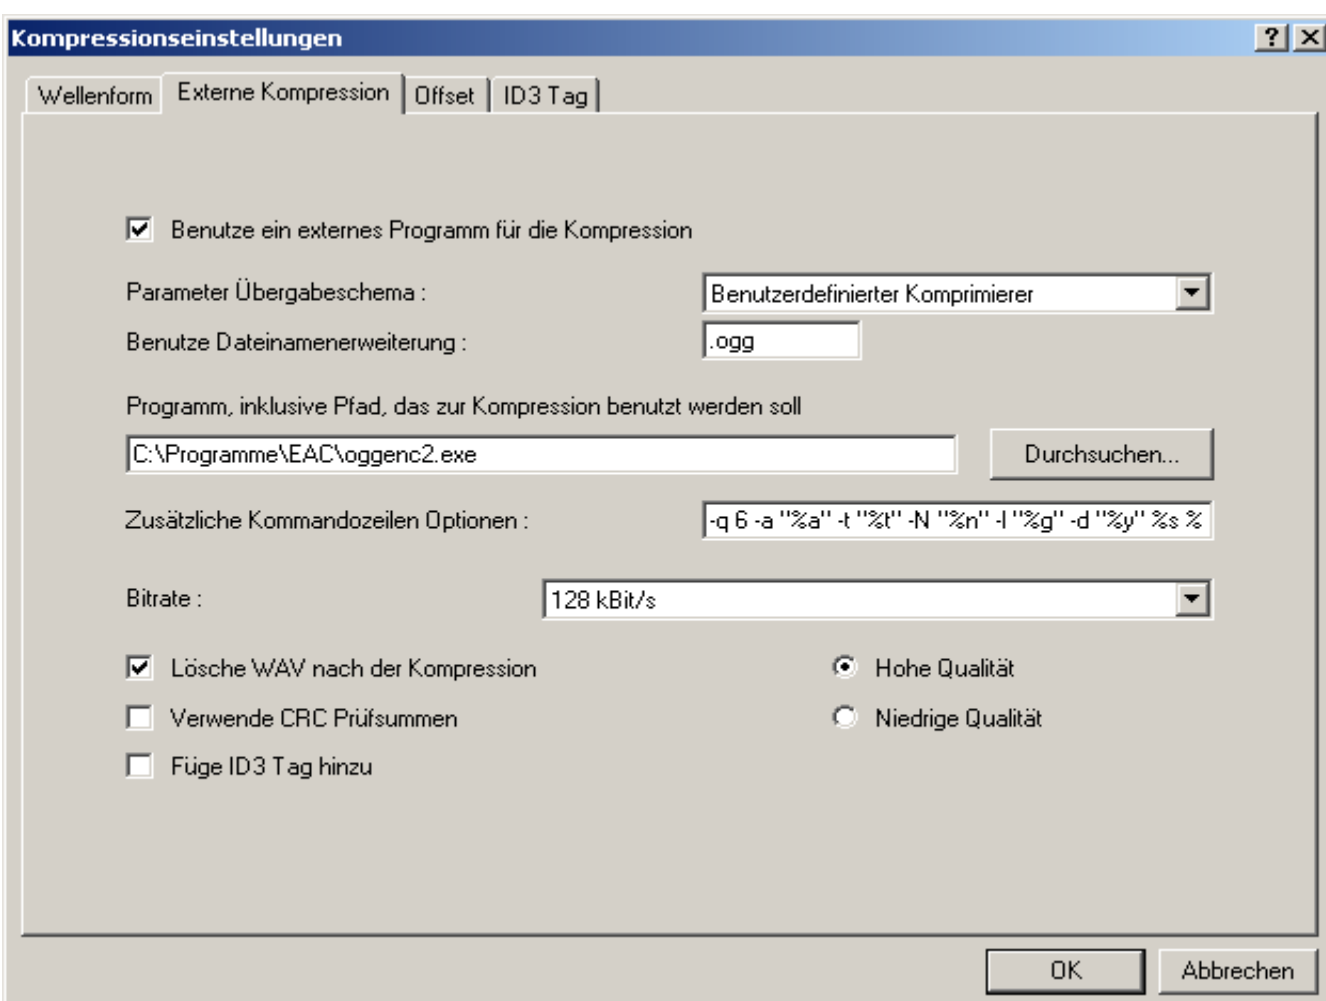 Kompressionseinstellungen
Wellenform Externe Kompression Offset ID3 Tag
Benutze ein externes Programm für die Kompression
Parameter Übergabeschema : Benutzerdefinierter Komprimierer
Benutze Dateinamenerweiterung : .ogg
Programm, inklusive Pfad, das zur Kompression benutzt werden soll
C:\Programme\EAC\oggenc2.exe Durchsuchen...
Zusätzliche Kommandozeilen Optionen : -q 6 -a "%a" -t "%t" -N "%n" -l "%g" -d "%y" %s %
Bitrate : 128 kBit/s
Lösche WAV nach der Kompression Hohe Qualität
Verwende CRC Prüfsummen Niedrige Qualität
Füge ID3 Tag hinzu
OK Abbrechen